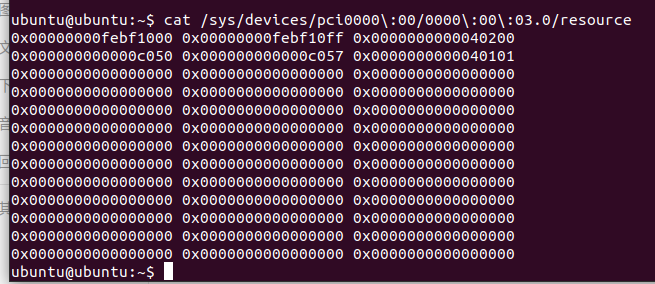 ubuntu@ubuntu:~$ cat /sys/devices/pci0000\:00/0000\:00\:03.0/resource
0x00000000febf1000 0x00000000febf10ff 0x0000000000040200
0x000000000000c050 0x000000000000c057 0x0000000000040101
0x0000000000000000 0x0000000000000000 0x0000000000000000
0x0000000000000000 0x0000000000000000 0x0000000000000000
0x0000000000000000 0x0000000000000000 0x0000000000000000
0x0000000000000000 0x0000000000000000 0x0000000000000000
0x0000000000000000 0x0000000000000000 0x0000000000000000
0x0000000000000000 0x0000000000000000 0x0000000000000000
0x0000000000000000 0x0000000000000000 0x0000000000000000
0x0000000000000000 0x0000000000000000 0x0000000000000000
0x0000000000000000 0x0000000000000000 0x0000000000000000
0x0000000000000000 0x0000000000000000 0x0000000000000000
0x0000000000000000 0x0000000000000000 0x0000000000000000
ubuntu@ubuntu:~$